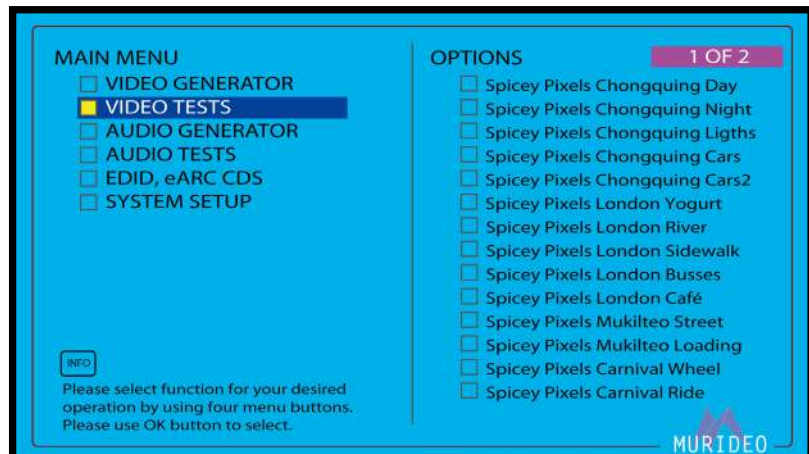 MAIN MENU
VIDEO GENERATOR
VIDEO TESTS
AUDIO GENERATOR
AUDIO TESTS
EDID, eARC CDS
SYSTEM SETUP
INFO
Please select function for your desired
operation by using four menu buttons.
Please use OK button to select.
OPTIONS
1 OF 2
Spicey Pixels Chongquing Day
Spicey Pixels Chongquing Night
Spicey Pixels Chongquing Ligths
Spicey Pixels Chongquing Cars
Spicey Pixels Chongquing Cars2
Spicey Pixels London Yogurt
Spicey Pixels London River
Spicey Pixels London Sidewalk
Spicey Pixels London Busses
Spicey Pixels London Café
Spicey Pixels Mukilteo Street
Spicey Pixels Mukilteo Loading
Spicey Pixels Carnival Wheel
Spicey Pixels Carnival Ride
MURIDEO